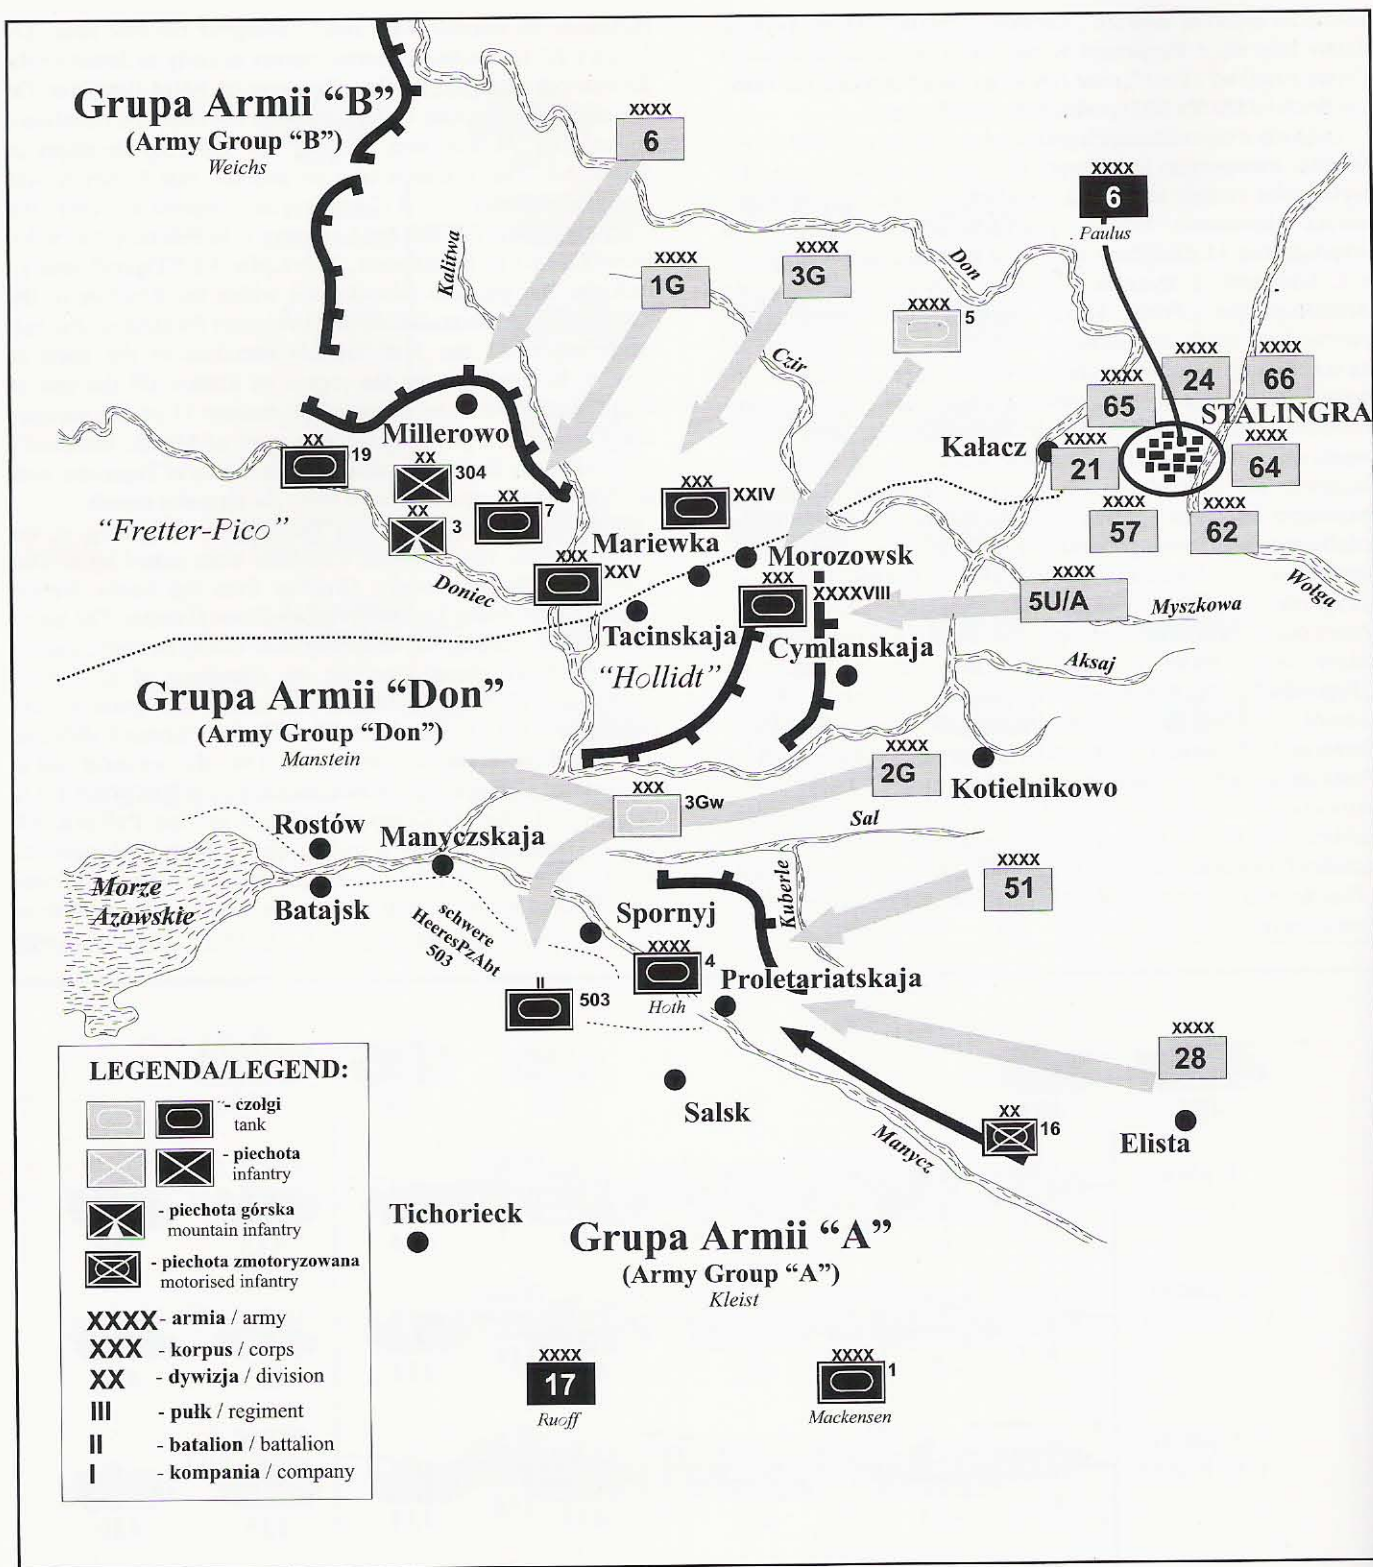 Grupa Armii “B”
(Army Group “B”)
Weichs
XXXX
6
XXXX
6
Paulus
Kalitwa
XXXX
1G
XXXX
3G
Don
XXXX
5
Czir
XXXX
24
XXXX
66
XXXX
65
STALINGRA
Millerowo
Kałacz
XXXX
21
XXXX
64
XX
19
XX
304
XX
3
XX
7
XXX
XXIV
XXXX
57
XXXX
62
“Fretter-Pico”
Mariewka
Morozowsk
Doniec
XXX
XXV
XXX
XXXXVIII
XXXX
5U/A
Myszkowa
Wolga
Tacinskaja
Cymlanskaja
Aksaj
“Hollidt”
Grupa Armii “Don”
(Army Group “Don”)
Manstein
XXXX
2G
Kotielnikowo
XXX
3Gw
Sal
Rostów
Manyczskaja
Morze
Azowskie
Batajsk
Kuberle
XXXX
51
schwere
HeeresPzAbt
503
Spornyj
XXXX
4
Hoth
Proletariatskaja
II
503
XXXX
28
Salsk
Manycz
XX
16
Elista
Tichorieck
Grupa Armii “A”
(Army Group “A”)
Kleist
XXXX
17
Ruoff
XXXX
1
Mackensen
LEGENDA/LEGEND:
- czołgi
tank
- piechota
infantry
- piechota górska
mountain infantry
- piechota zmotoryzowana
motorised infantry
XXXX - armia / army
XXX - korpus / corps
XX - dywizja / division
III - pułk / regiment
II - batalion / battalion
I - kompania / company